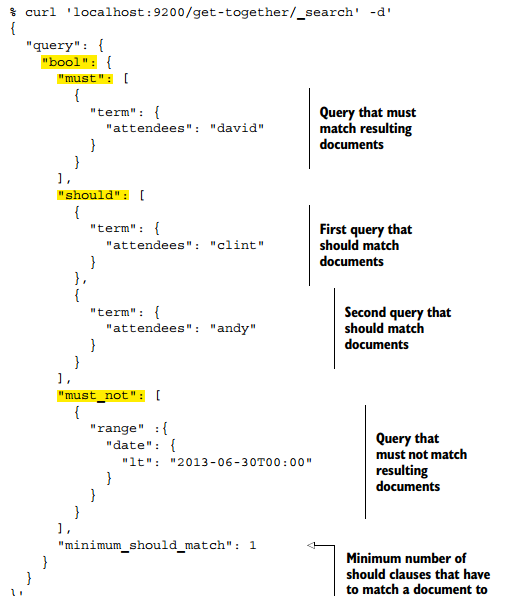 % curl 'localhost:9200/get-together/_search' -d'
{
"query": {
"bool": {
"must": [
{
"term": {
"attendees": "david"
}
}
],
"should": [
{
"term": {
"attendees": "clint"
}
},
{
"term": {
"attendees": "andy"
}
}
],
"must_not": [
{
"range" :{
"date": {
"lt": "2013-06-30T00:00"
}
}
}
],
"minimum_should_match": 1
}
}
}'
Query that must
match resulting
documents
First query that
should match
documents
Second query that
should match
documents
Query that
must not match
resulting
documents
Minimum number of
should clauses that have
to match a document to